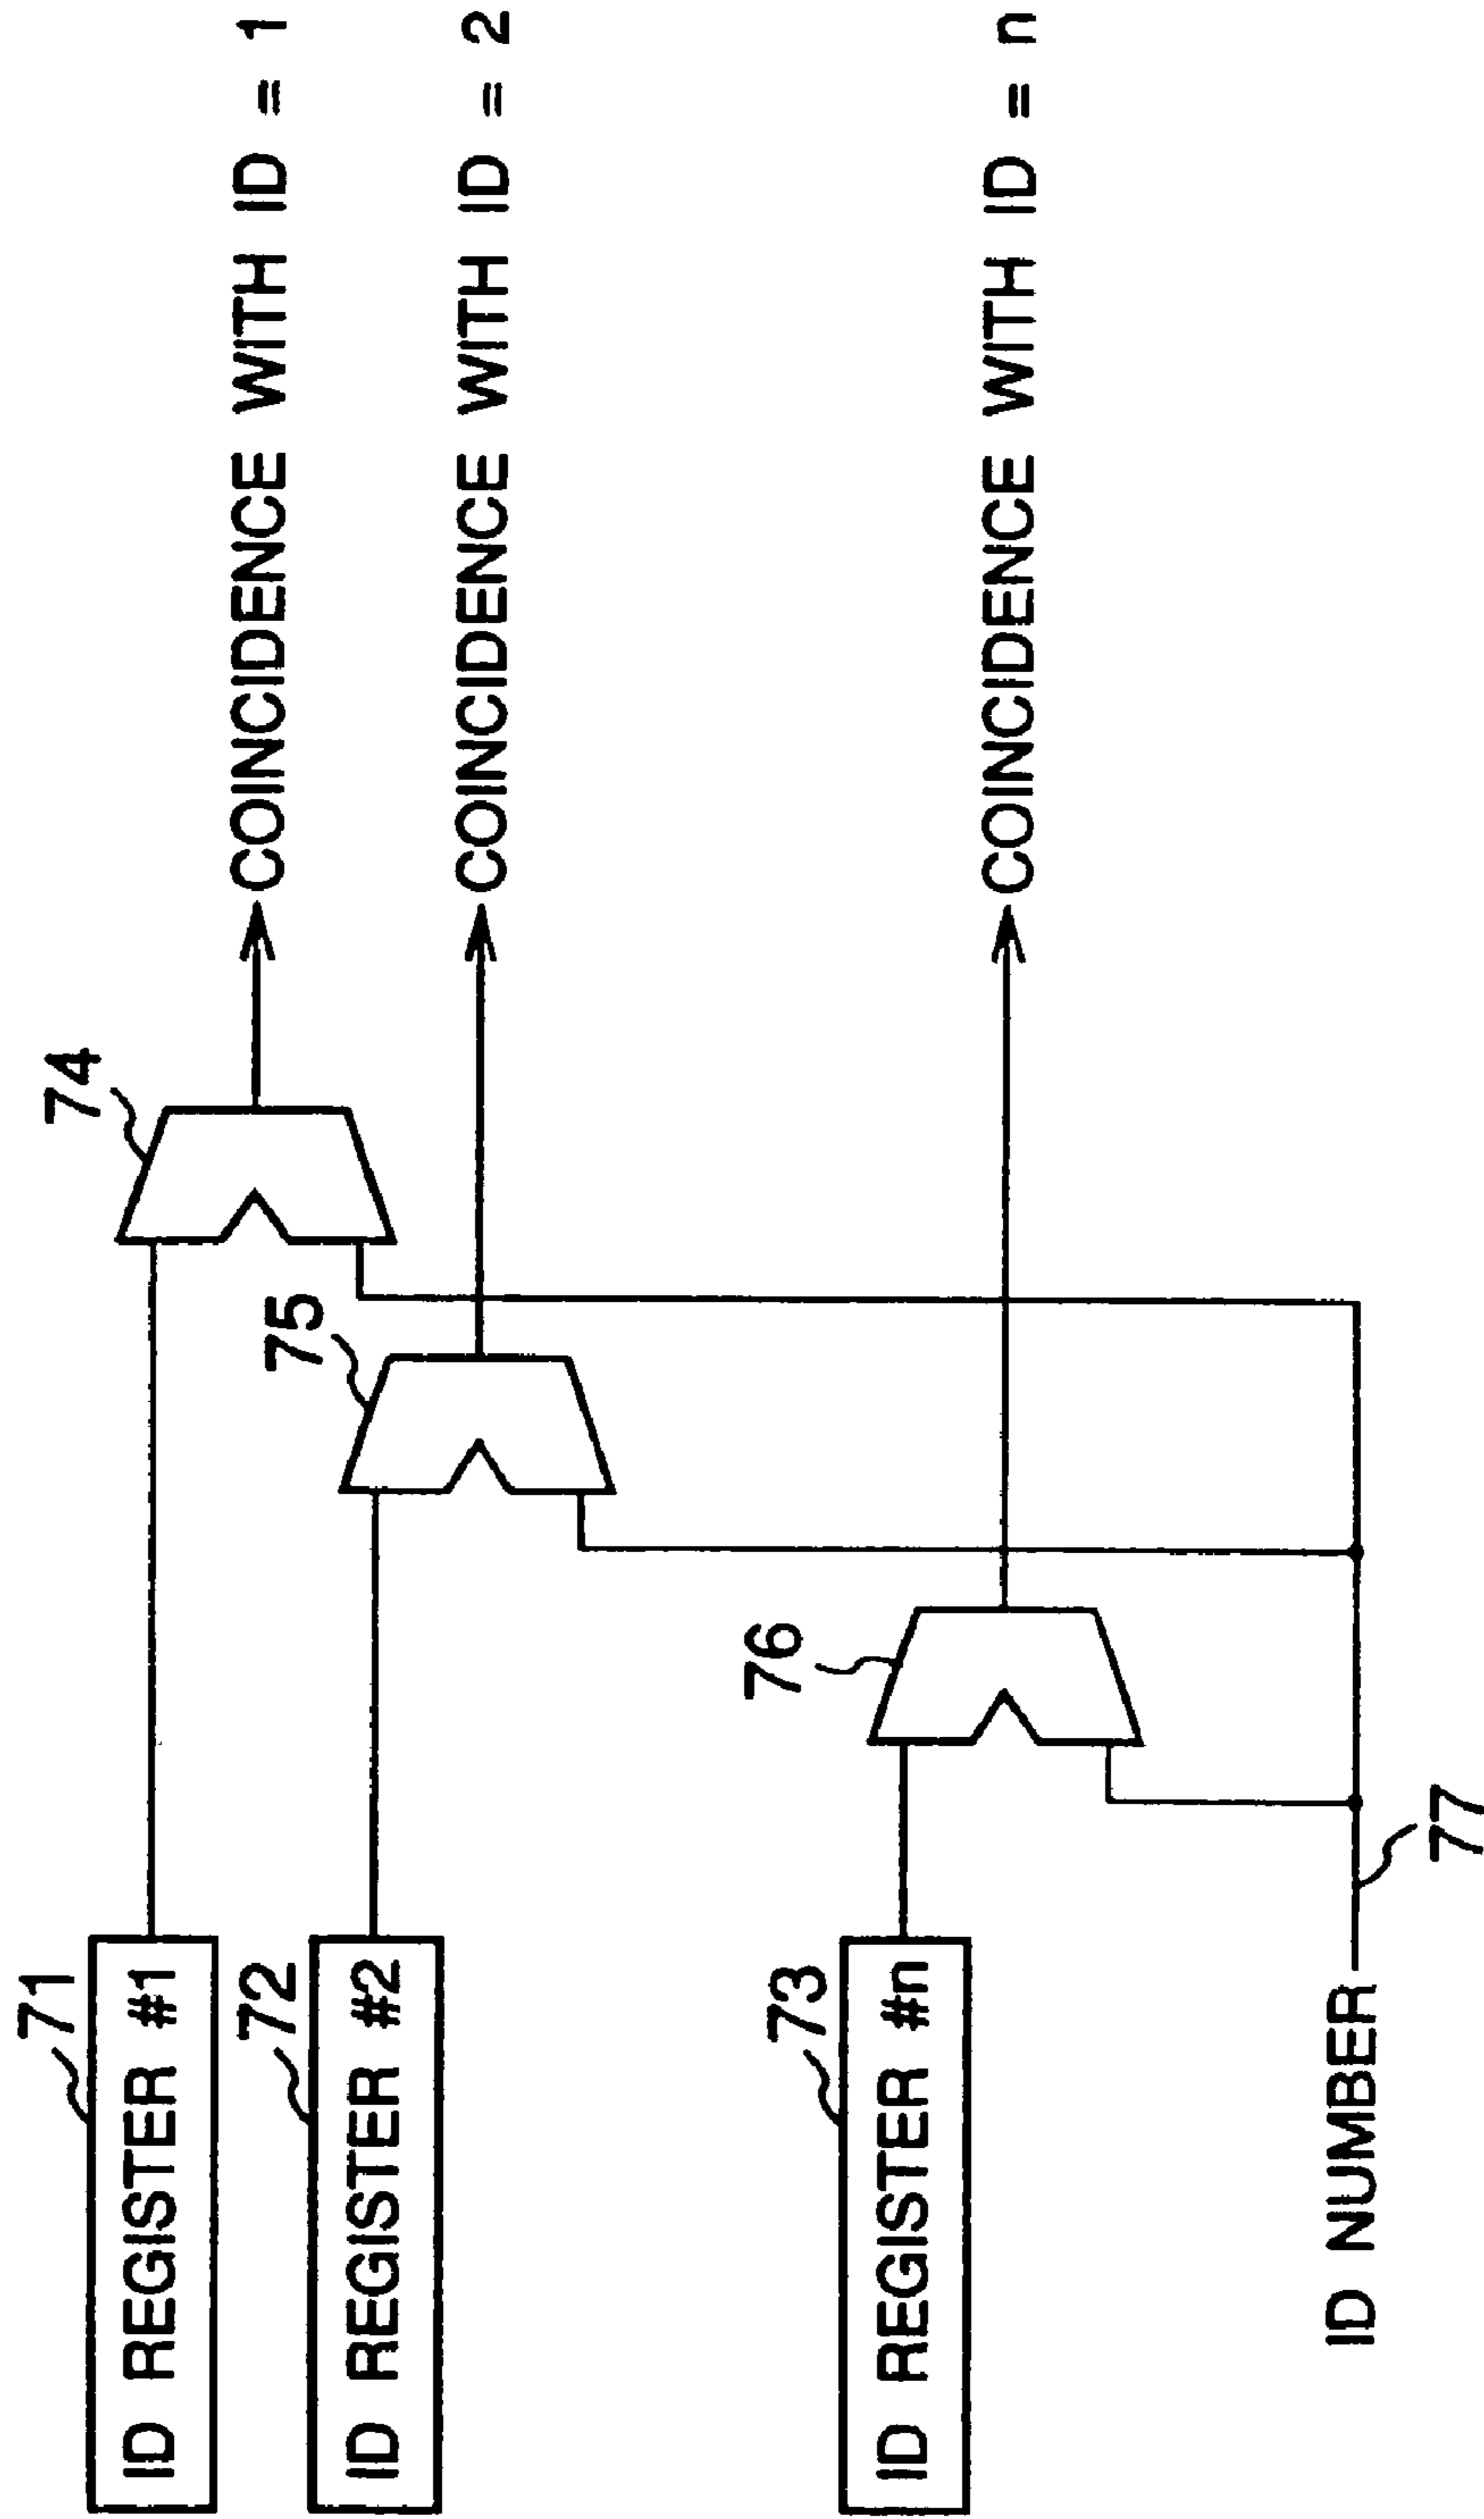 71
ID REGISTER #1
74
COINCIDENCE WITH ID = 1
72
ID REGISTER #2
75
COINCIDENCE WITH ID = 2
73
ID REGISTER #n
76
COINCIDENCE WITH ID = n
ID NUMBER
77